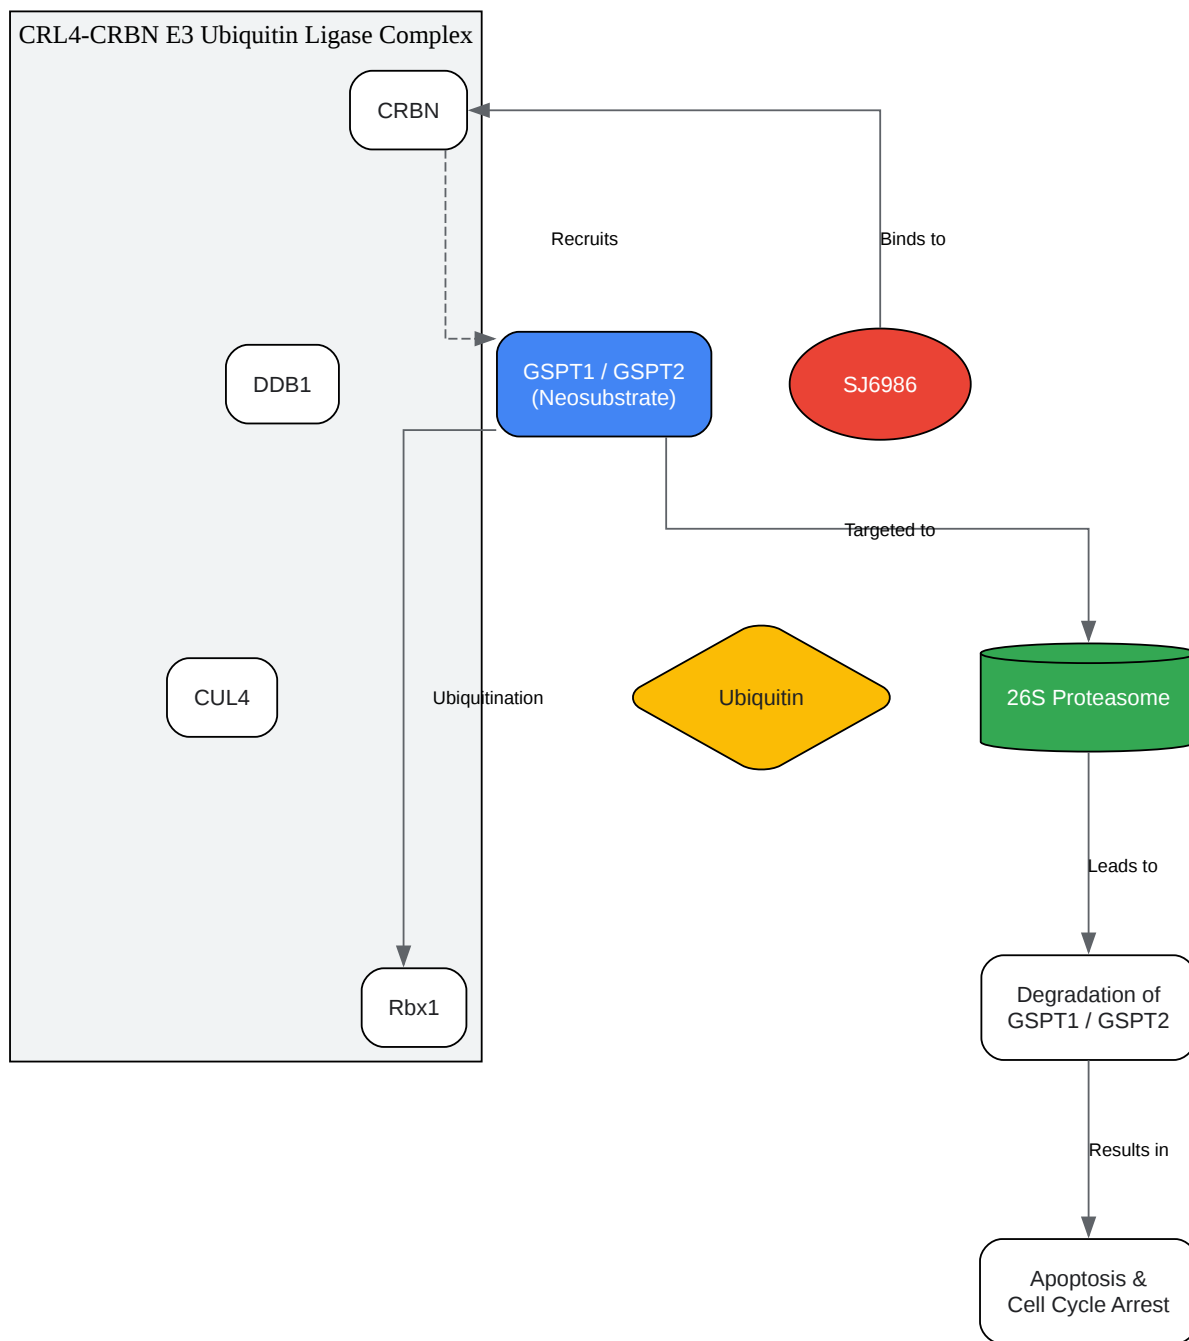 CRL4-CRBN E3 Ubiquitin Ligase Complex
CRBN
Recruits
Binds to
DDB1
GSPT1 / GSPT2
(Neosubstrate)
SJ6986
Targeted to
CUL4
Ubiquitination
Ubiquitin
26S Proteasome
Leads to
Rbx1
Degradation of
GSPT1 / GSPT2
Results in
Apoptosis &
Cell Cycle Arrest